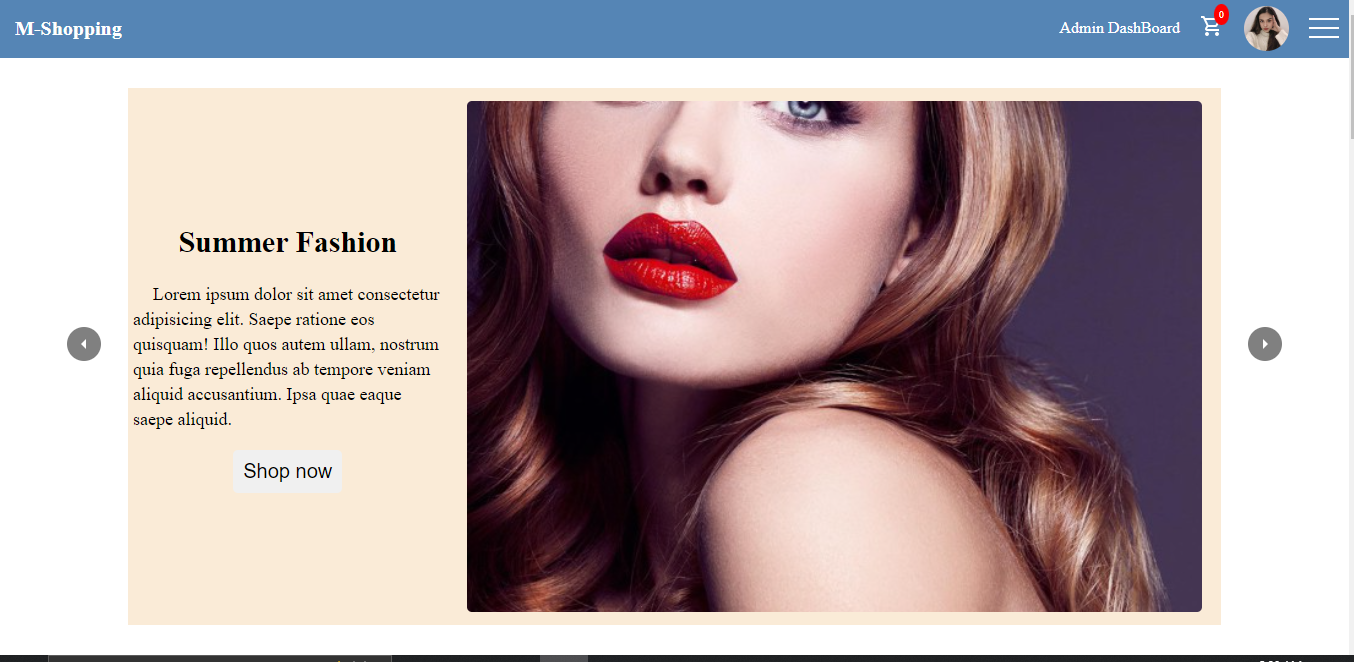 M-Shopping
Admin DashBoard
0
Summer Fashion
Lorem ipsum dolor sit amet consectetur
adipisicing elit. Saepe ratione eos
quisquam! Illo quos autem ullam, nostrum
quia fuga repellendus ab tempore veniam
aliquid accusantium. Ipsa quae eaque
saepe aliquid.
Shop now